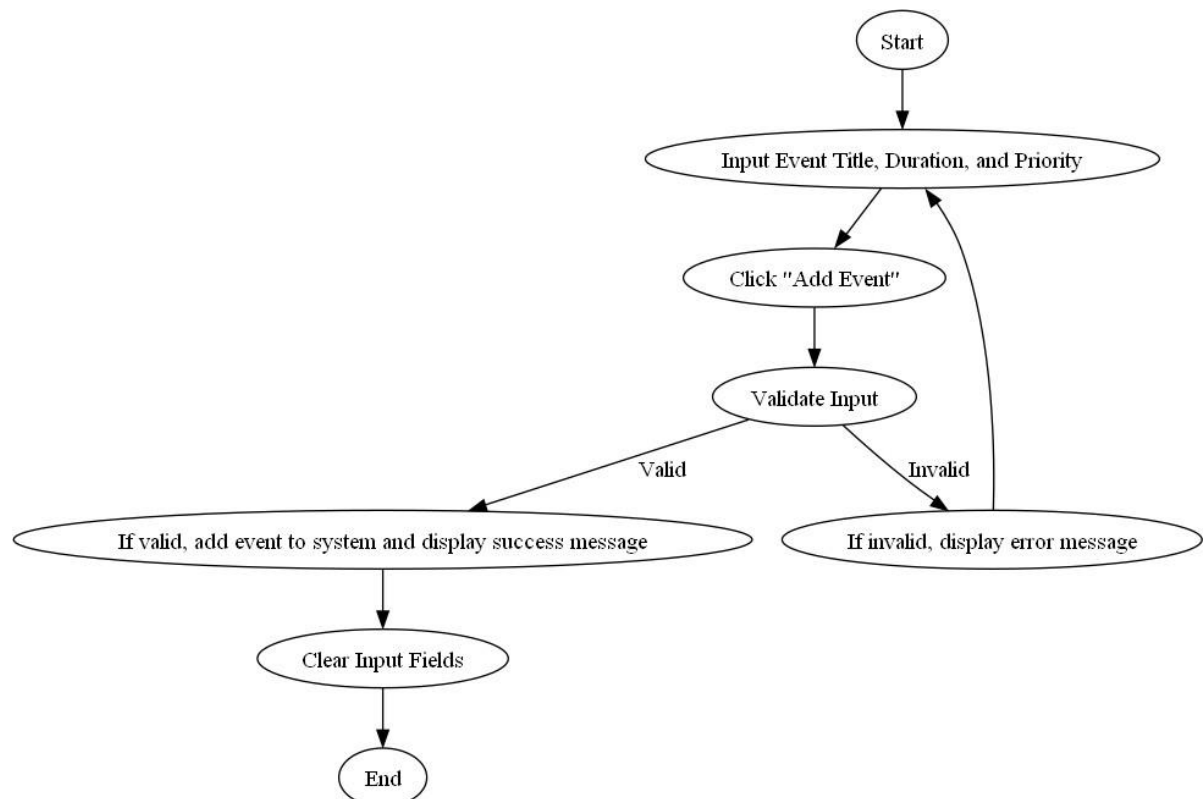 Start
Input Event Title, Duration, and Priority
Click "Add Event"
Validate Input
Valid
Invalid
If valid, add event to system and display success message
If invalid, display error message
Clear Input Fields
End